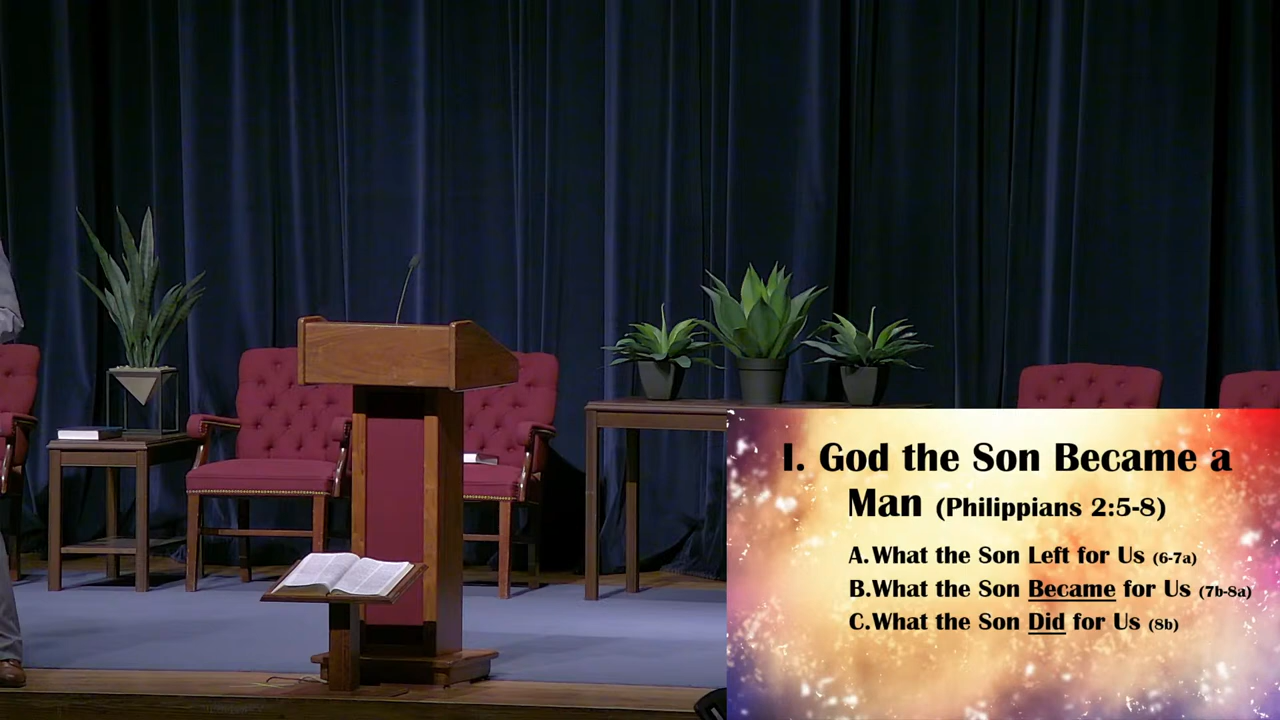 I. God the Son Became a
Man (Philippians 2:5-8)
A. What the Son Left for Us (6-7a)
B. What the Son Became for Us (7b-8a)
C. What the Son Did for Us (8b)